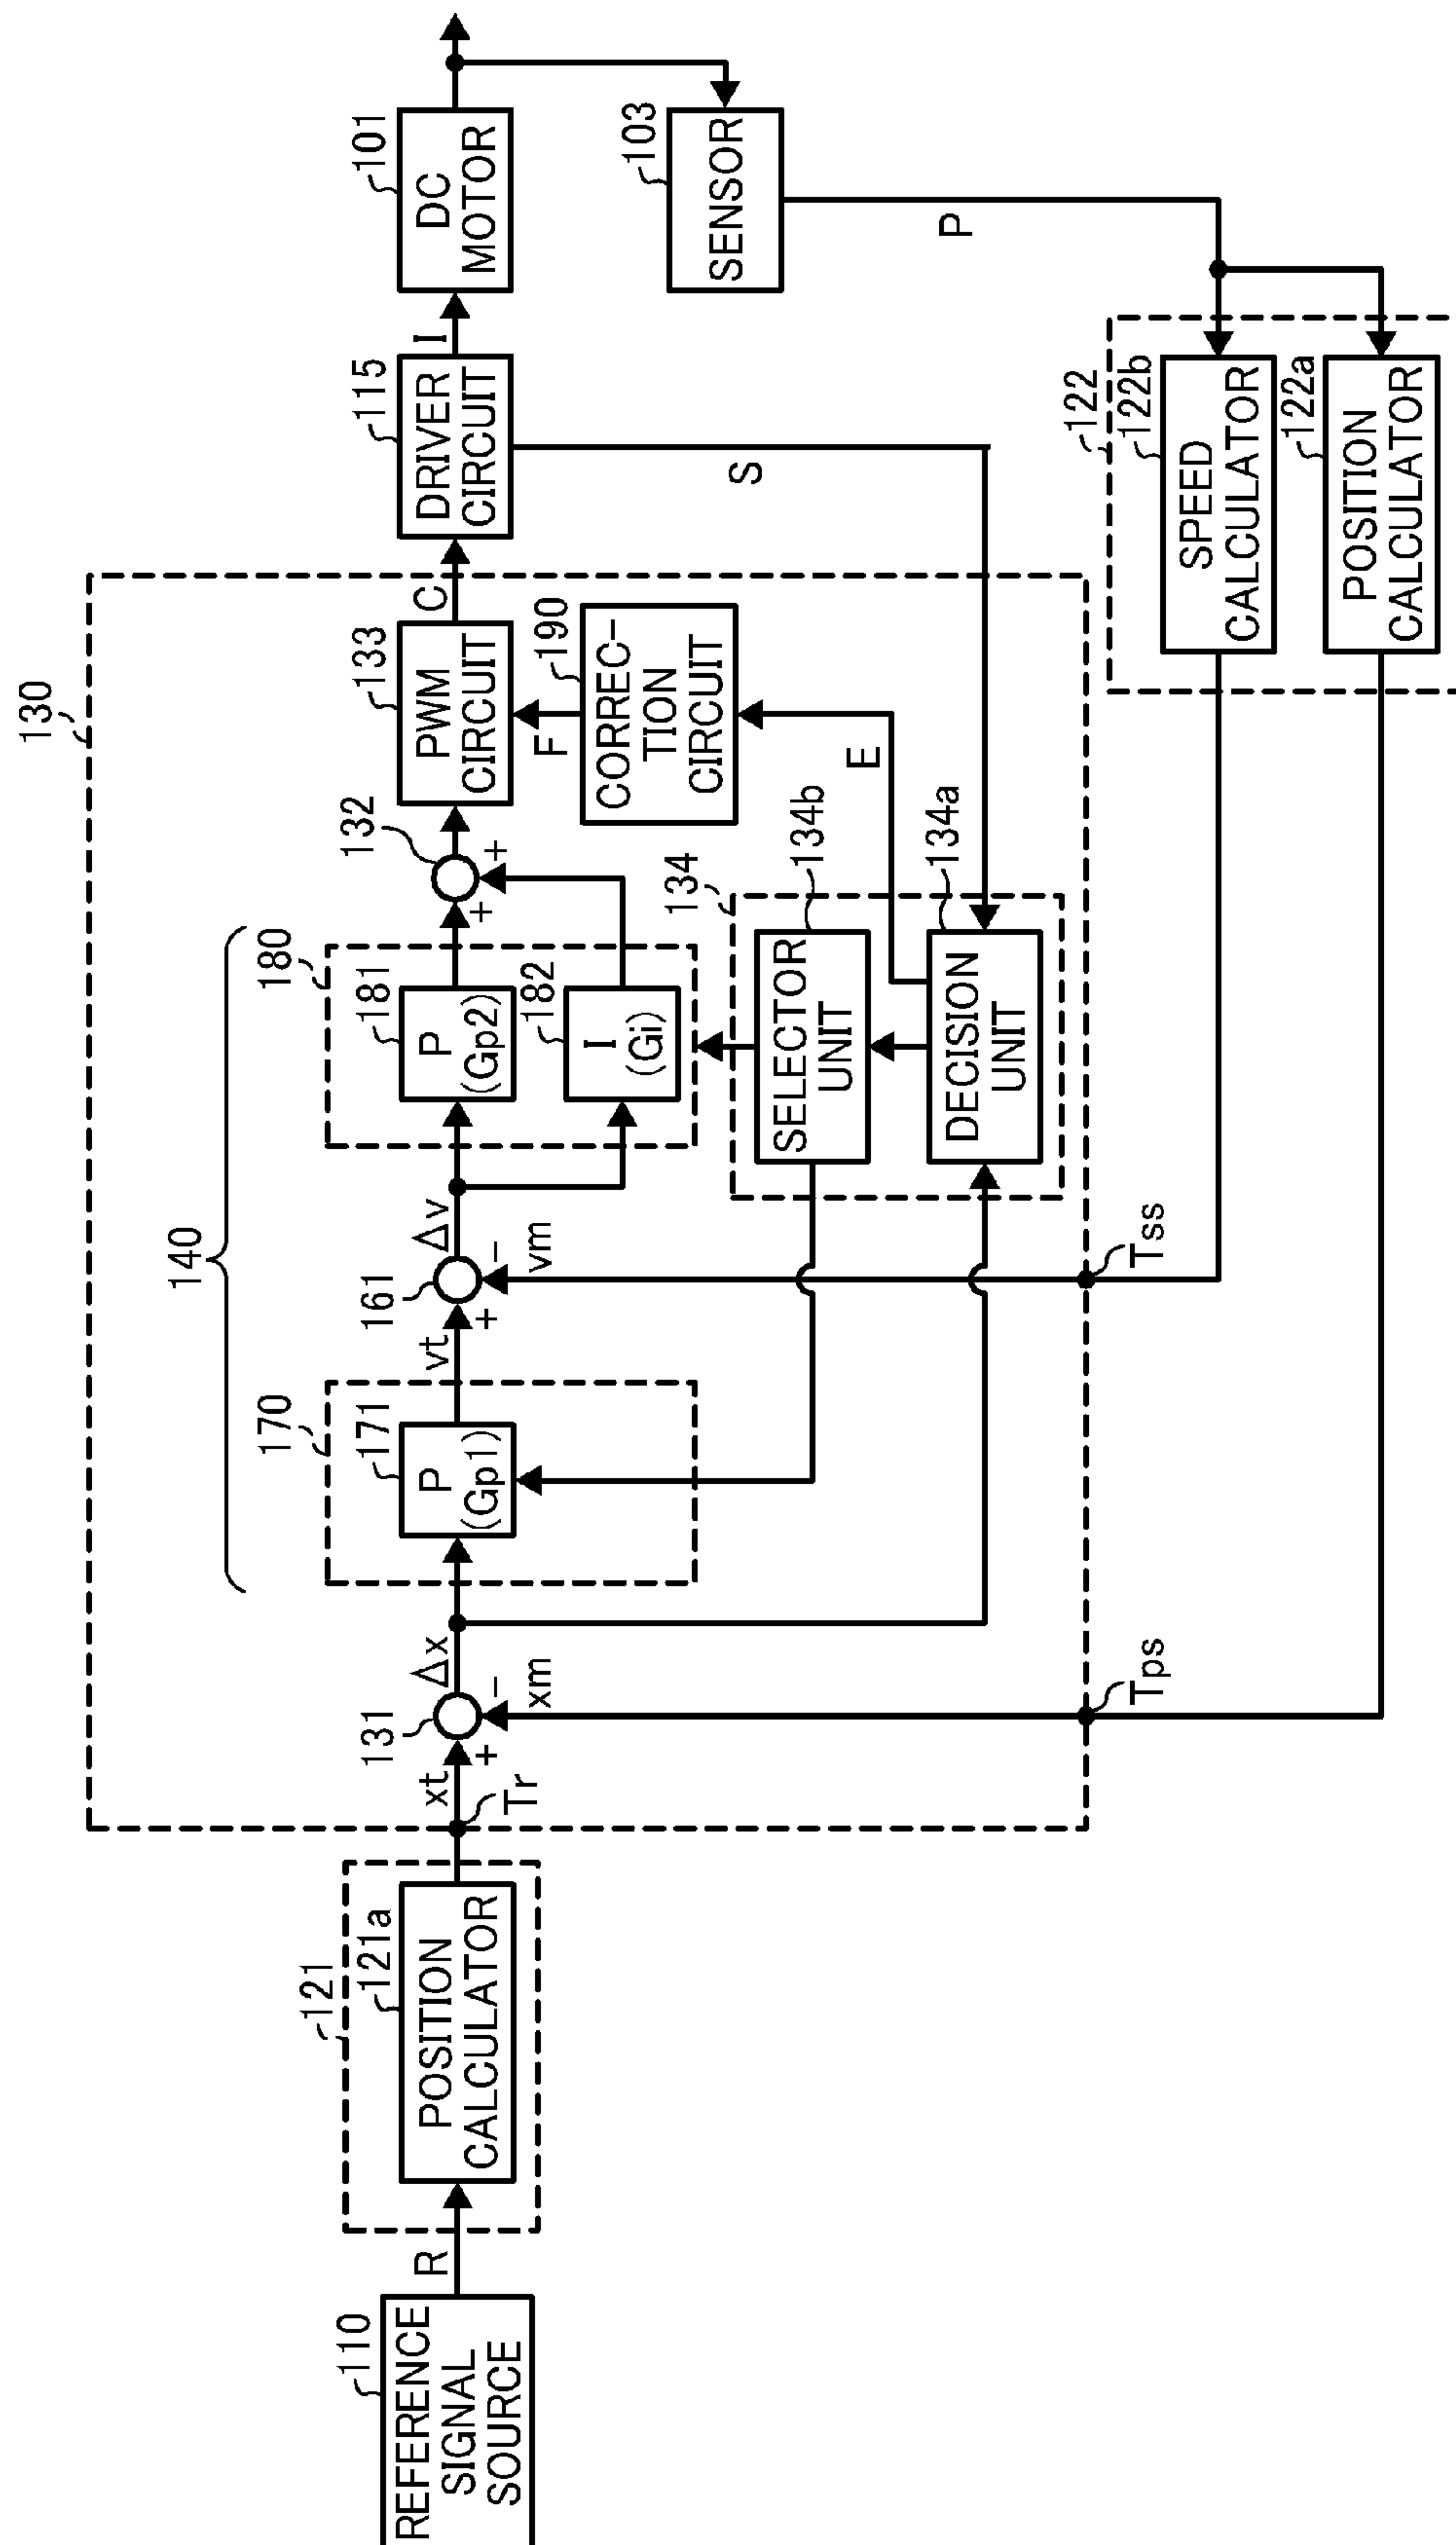 110
REFERENCE
SIGNAL
SOURCE
R
121
121a
POSITION
CALCULATOR
xt
Tr
130
131
+
-
Δx
xm
Tps
140
170
171
P
(Gp1)
vt
161
+
-
Δv
vm
Tss
180
181
P
(Gp2)
182
I
(Gi)
132
+
+
134
134b
SELECTOR
UNIT
134a
DECISION
UNIT
E
133
PWM
CIRCUIT
F
190
CORREC-
TION
CIRCUIT
C
115
DRIVER
CIRCUIT
S
I
101
DC
MOTOR
103
SENSOR
P
122
122b
SPEED
CALCULATOR
122a
POSITION
CALCULATOR